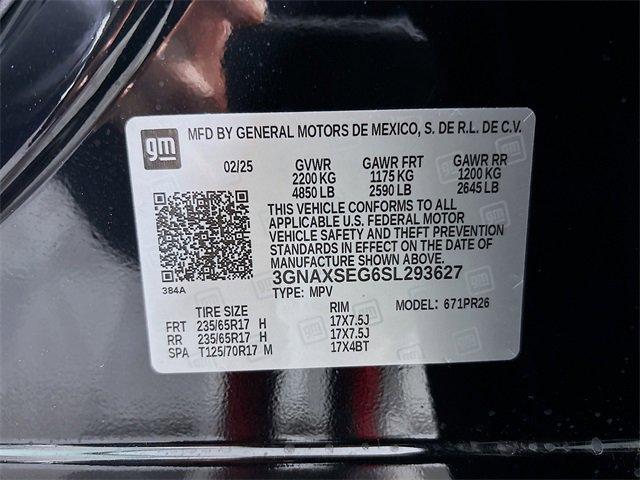 gm
MFD BY GENERAL MOTORS DE MEXICO, S. DE R.L. DE C.V.
02/25 GVWR GAWR FRT GAWR RR
2200 KG 1175 KG 1200 KG
4850 LB 2590 LB 2645 LB
THIS VEHICLE CONFORMS TO ALL
APPLICABLE U.S. FEDERAL MOTOR
VEHICLE SAFETY AND THEFT PREVENTION
STANDARDS IN EFFECT ON THE DATE OF
MANUFACTURE SHOWN ABOVE.
3GNAXSEG6SL293627
384A
TYPE: MPV MODEL: 671PR26
TIRE SIZE RIM
FRT 235/65R17 H 17X7.5J
RR 235/65R17 H 17X7.5J
SPA T125/70R17 M 17X4BT